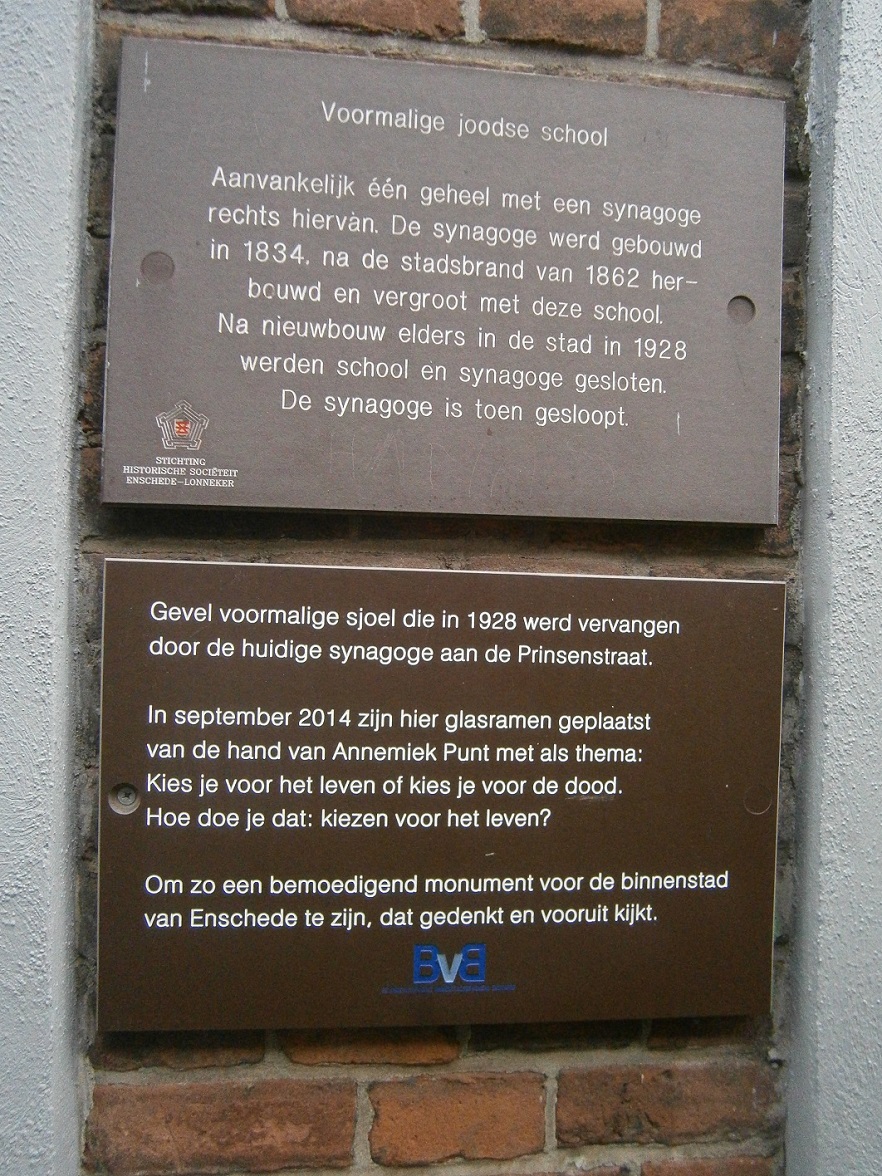 Voormalige joodse school
Aanvankelijk één geheel met een synagoge
rechts hiervan. De synagoge werd gebouwd
in 1834, na de stadsbrand van 1862 her-
bouwd en vergroot met deze school.
Na nieuwbouw elders in de stad in 1928
werden school en synagoge gesloten.
De synagoge is toen gesloopt.
STICHTING
HISTORISCHE SOCIËTEIT
ENSCHEDE-LONNEKER
Gevel voormalige sjoel die in 1928 werd vervangen
door de huidige synagoge aan de Prinsenstraat.
In september 2014 zijn hier glasramen geplaatst
van de hand van Annemiek Punt met als thema:
Kies je voor het leven of kies je voor de dood.
Hoe doe je dat: kiezen voor het leven?
Om zo een bemoedigend monument voor de binnenstad
van Enschede te zijn, dat gedenkt en vooruit kijkt.
BvB